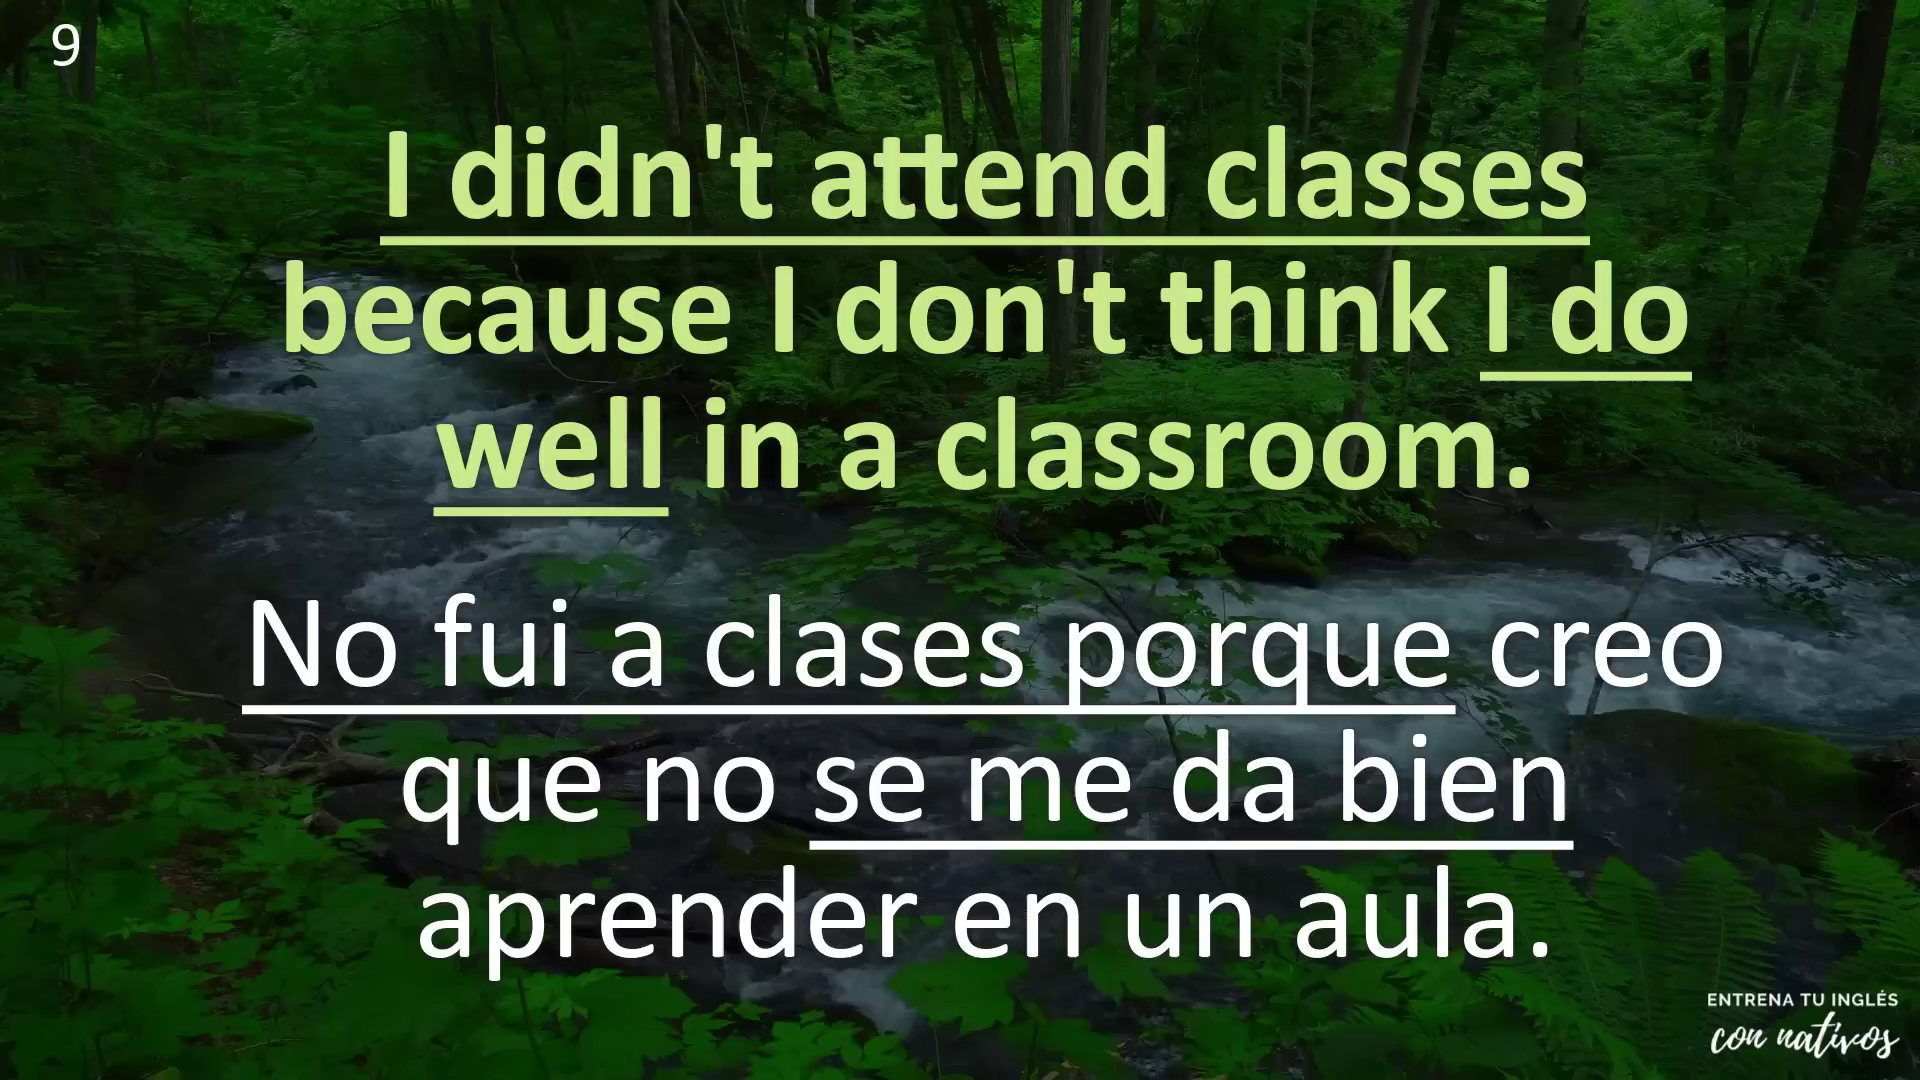 9
I didn't attend classes
because I don't think I do
well in a classroom.
No fui a clases porque creo
que no se me da bien
aprender en un aula.
ENTRENA TU INGLÉS
con nativos